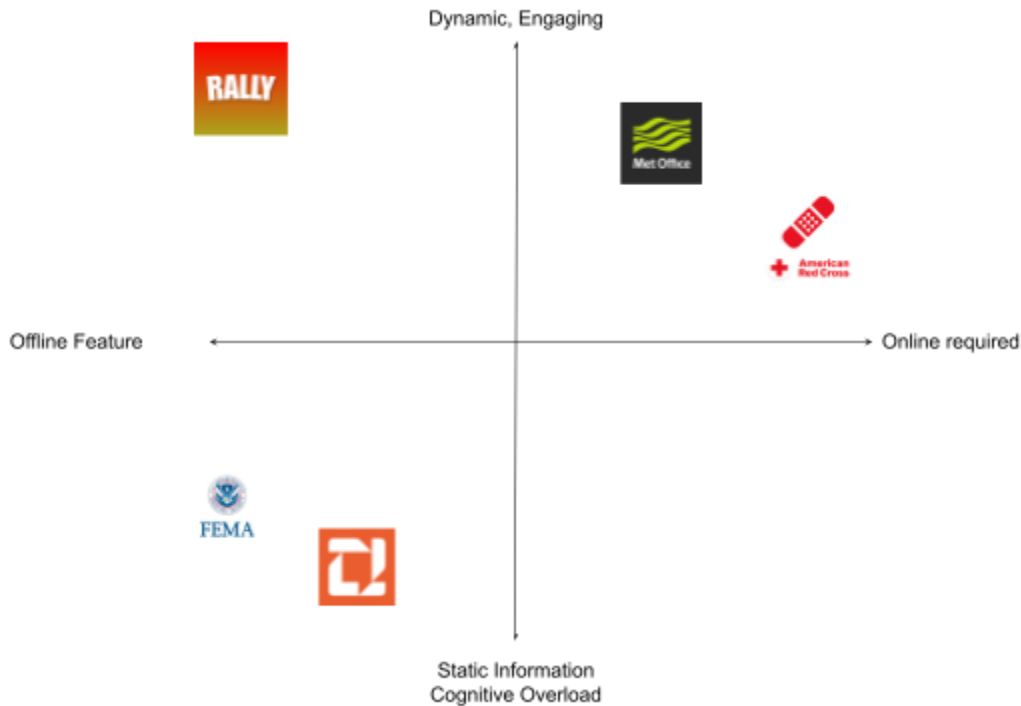 Dynamic, Engaging
RALLY
Met Office
American
Red Cross
Offline Feature
Online required
FEMA
Static Information
Cognitive Overload